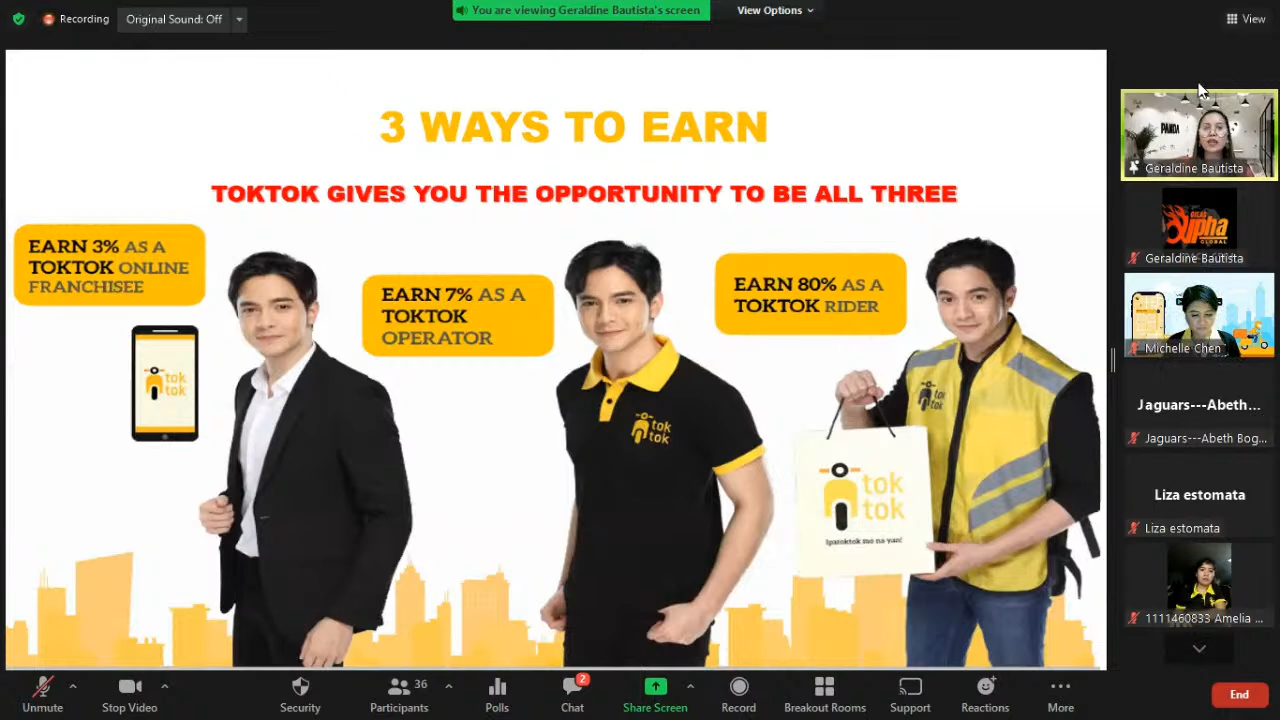 Recording
Original Sound: Off
You are viewing Geraldine Bautista's screen
View Options
View
3 WAYS TO EARN
TOKTOK GIVES YOU THE OPPORTUNITY TO BE ALL THREE
EARN 3% AS A
TOKTOK ONLINE
FRANCHISEE
tok
tok
EARN 7% AS A
TOKTOK
OPERATOR
tok
tok
EARN 80% AS A
TOKTOK RIDER
tok
tok
tok
tok
Ipatoktok mo na yan!
PANDA
Geraldine Bautista
GILAS
Oupha
GLOBAL
Geraldine Bautista
Michelle Chen
Jaguars---Abeth...
Jaguars---Abeth Bog...
Liza estomata
Liza estomata
1111460833 Amelia ...
Unmute
Stop Video
Security
36
Participants
Polls
2
Chat
Share Screen
Record
Breakout Rooms
Support
Reactions
More
End